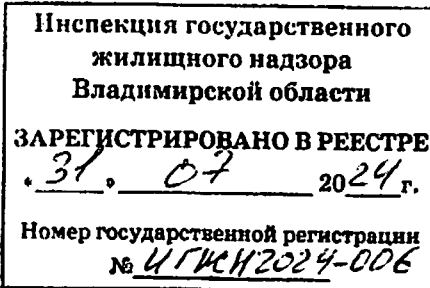 Инспекция государственного
жилищного надзора
Владимирской области
ЗАРЕГИСТРИРОВАНО В РЕЕСТРЕ
"31" 07 2024 г.
Номер государственной регистрации
№ ИГЖН2024-006